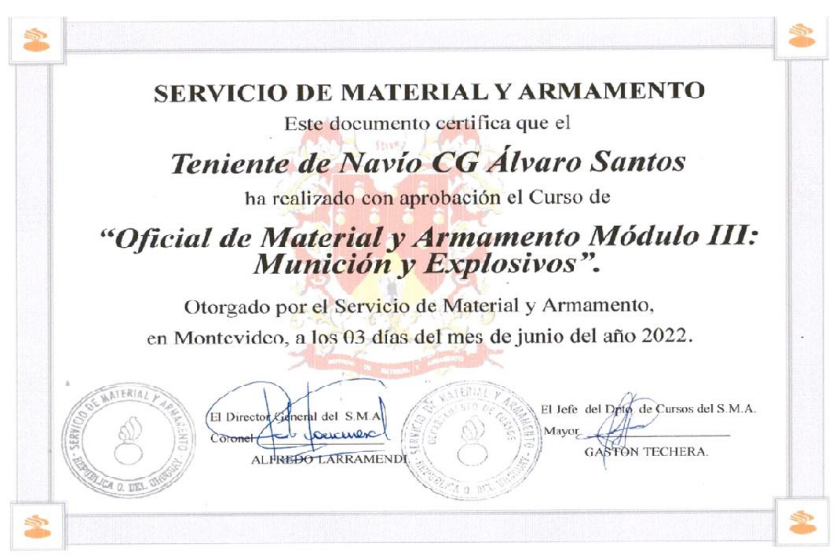 SERVICIO DE MATERIAL Y ARMAMENTO
Este documento certifica que el
Teniente de Navío CG Álvaro Santos
ha realizado con aprobación el Curso de
“Oficial de Material y Armamento Módulo III:
Munición y Explosivos”.
Otorgado por el Servicio de Material y Armamento,
en Montevideo, a los 03 días del mes de junio del año 2022.
El Director General del S.M.A
Coronel
ALFREDO LARRAMENDI
El Jefe del Dpto. de Cursos del S.M.A.
Mayor
GASTÓN TECHERA.
SERVICIO DE MATERIAL Y ARMAMENTO
REPUBLICA O. DEL URUGUAY
DE MATERIAL Y ARMAMENTO
DEPARTAMENTO DE CURSOS
REPUBLICA O. DEL URUGUAY